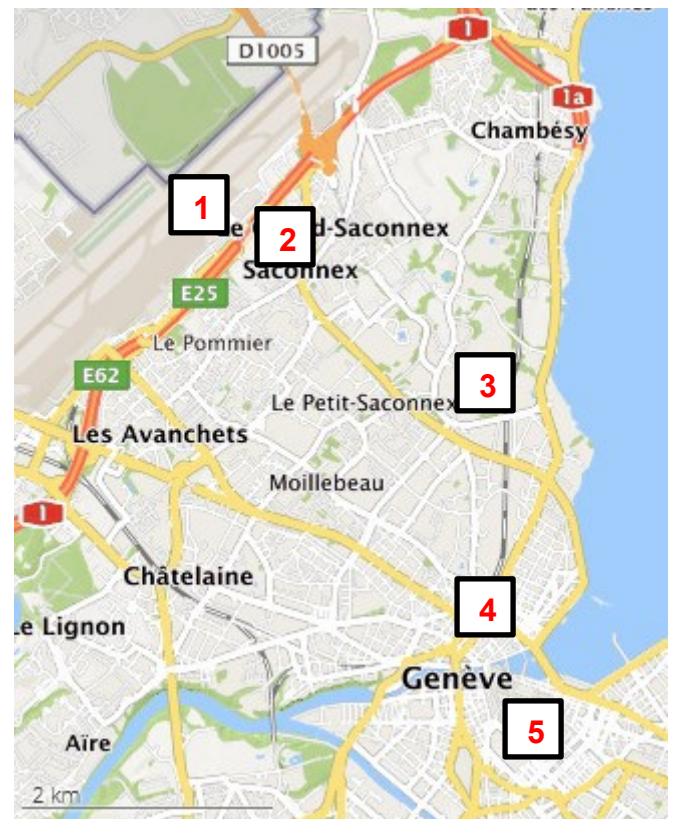 1
D1005
1a
Chambésy
1
d-Saconnex
2
Saconnex
E25
Le Pommier
E62
3
Le Petit-Saconnex
Les Avanchets
Moillebeau
1
Châtelaine
4
e Lignon
Genève
5
Aïre
2 km